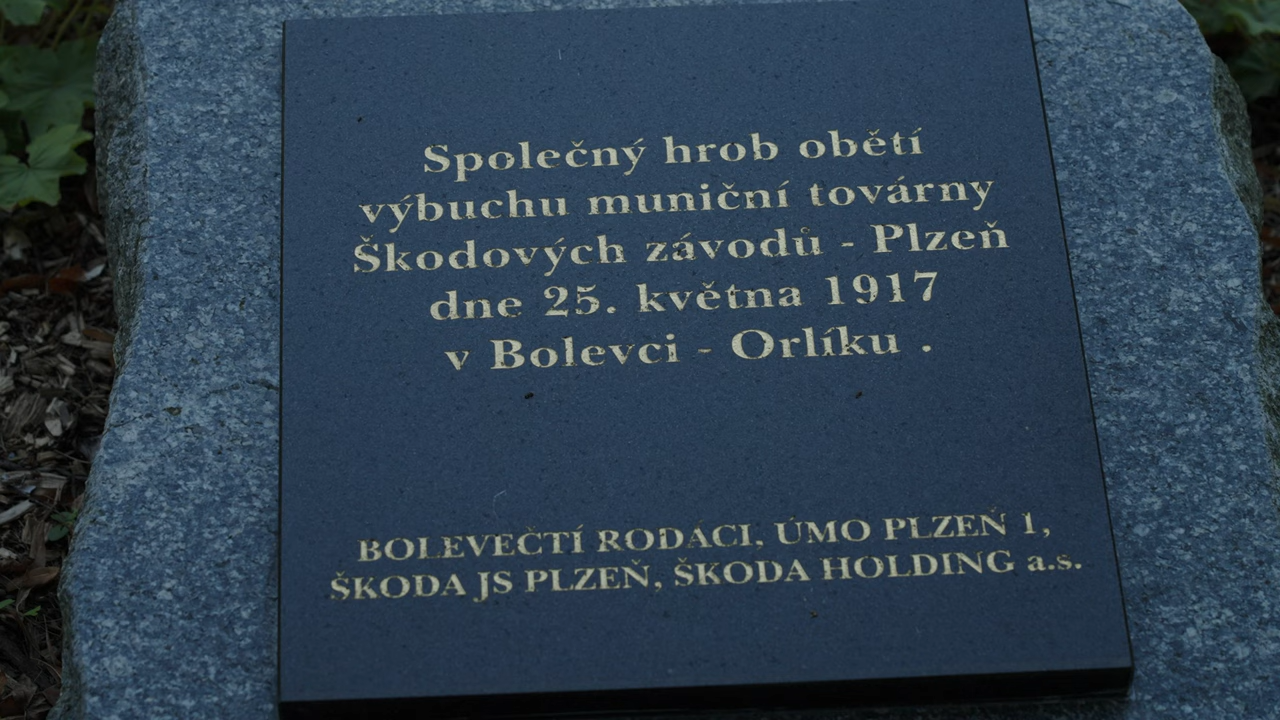 Společný hrob obětí
výbuchu muniční továrny
Škodových závodů - Plzeň
dne 25. května 1917
v Bolevci - Orlíku .
BOLEVEČTÍ RODÁCI, ÚMO PLZEŇ 1,
ŠKODA JS PLZEŇ, ŠKODA HOLDING a.s.